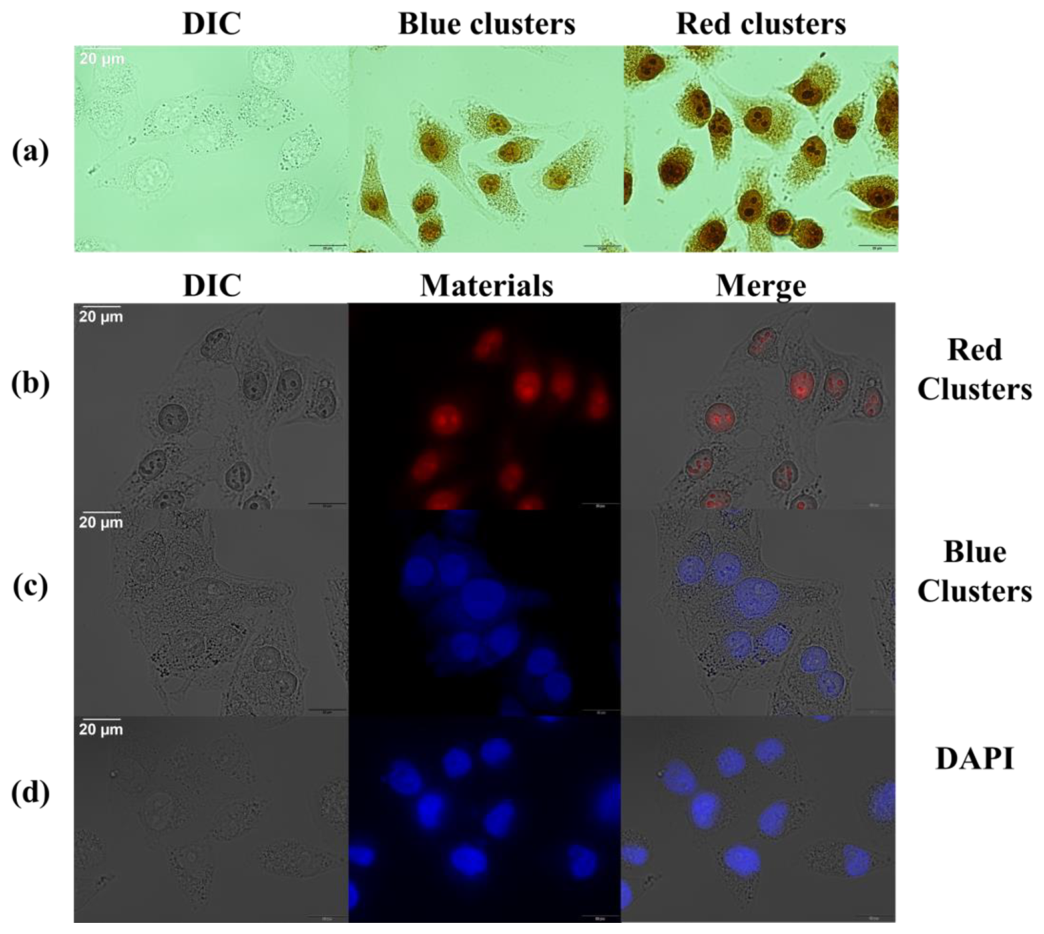 DIC Blue clusters Red clusters
20 μm
(a)
DIC Materials Merge
20 μm
(b)
Red
Clusters
20 μm
(c)
Blue
Clusters
20 μm
(d)
DAPI